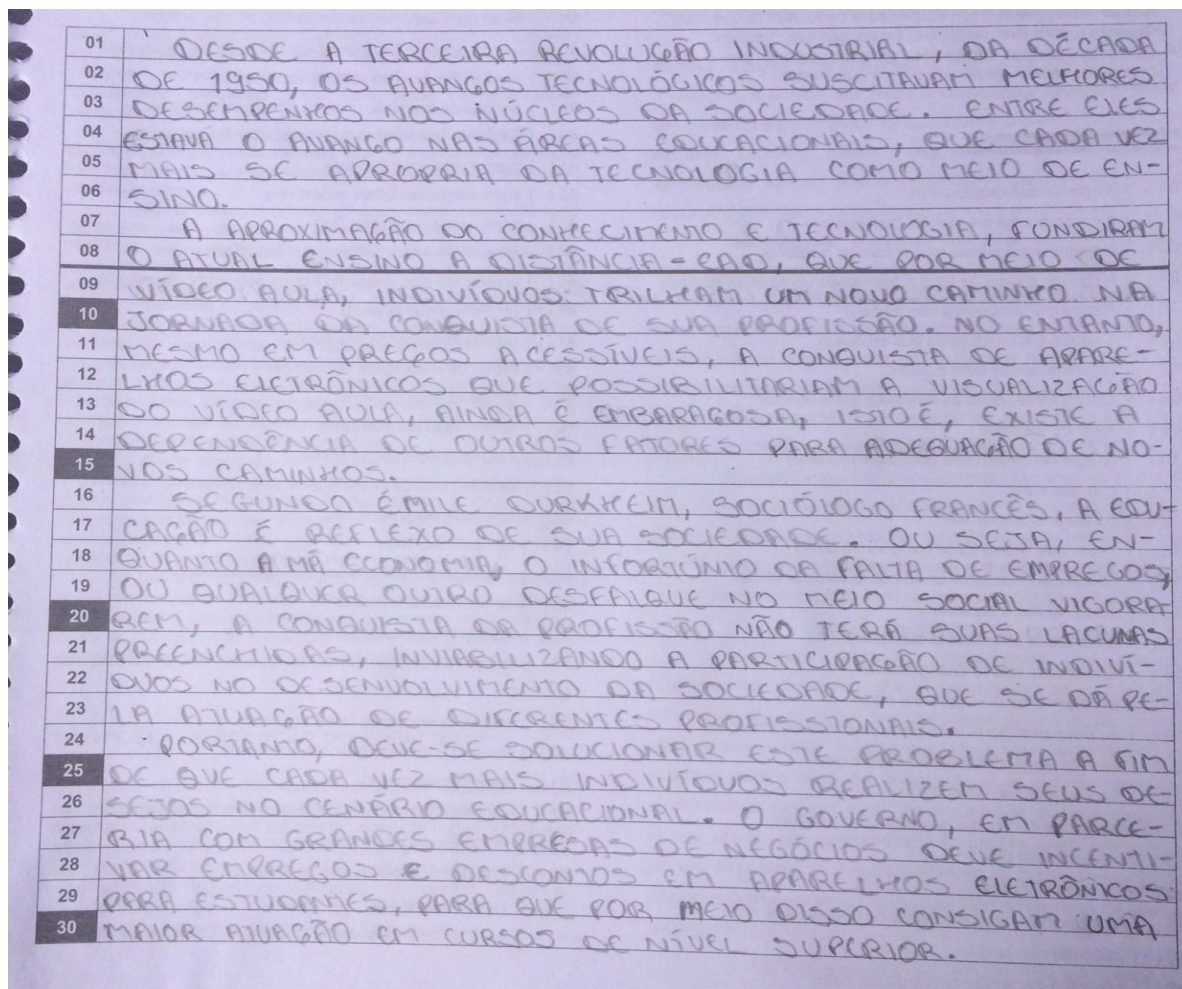 01 DESDE A TERCEIRA REVOLUÇÃO INDUSTRIAL, DA DÉCADA
02 DE 1950, OS AVANÇOS TECNOLÓGICOS SUSCITAVAM MELHORES
03 DESEMPENHOS NOS NÚCLEOS DA SOCIEDADE. ENTRE ELES
04 ESTAVA O AVANÇO NAS ÁREAS EDUCACIONAIS, QUE CADA VEZ
05 MAIS SE APROPRIA DA TECNOLOGIA COMO MEIO DE EN-
06 SINO.
07 A APROXIMAÇÃO DO CONHECIMENTO E TECNOLOGIA, FONDIRAM
08 O ATUAL ENSINO A DISTÂNCIA - EAD, QUE POR MEIO DE
09 VÍDEO AULA, INDIVÍDUOS TRILHAM UM NOVO CAMINHO NA
10 JORNADA DA CONQUISTA DE SUA PROFISSÃO. NO ENTANTO,
11 MESMO EM PREÇOS ACESSÍVEIS, A CONQUISTA DE APARE-
12 LHOS ELETRÔNICOS QUE POSSIBILITARIAM A VISUALIZAÇÃO
13 DO VÍDEO AULA, AINDA É EMBARAÇOSA, ISTO É, EXISTE A
14 DEPENDÊNCIA DE OUTROS FATORES PARA ADEQUAÇÃO DE NO-
15 VOS CAMINHOS.
16 SEGUNDO ÉMILE DURKHEIM, SOCIÓLOGO FRANCÊS, A EDU-
17 CAÇÃO É REFLEXO DE SUA SOCIEDADE. OU SEJA, EN-
18 QUANTO A MÁ ECONOMIA, O INFORTÚNIO DA FALTA DE EMPREGOS,
19 OU QUALQUER OUTRO DESFALQUE NO MEIO SOCIAL VIGORA
20 REM, A CONQUISTA DA PROFISSÃO NÃO TERÁ SUAS LACUNAS
21 PREENCHIDAS, INVIABILIZANDO A PARTICIPAÇÃO DE INDIVÍ-
22 DUOS NO DESENVOLVIMENTO DA SOCIEDADE, QUE SE DÁ PE-
23 LA ATUAÇÃO DE DIFERENTES PROFISSIONAIS.
24 PORTANTO, DEVE-SE SOLUCIONAR ESTE PROBLEMA A FIM
25 DE QUE CADA VEZ MAIS INDIVÍDUOS REALIZEM SEUS DE-
26 SEJOS NO CENÁRIO EDUCACIONAL. O GOVERNO, EM PARCE-
27 RIA COM GRANDES EMPRESAS DE NEGÓCIOS DEVE INCENTI-
28 VAR EMPREGOS E DESCONTOS EM APARELHOS ELETRÔNICOS
29 PARA ESTUDANTES, PARA QUE POR MEIO DISSO CONSIGAM UMA
30 MAIOR ATUAÇÃO EM CURSOS DE NÍVEL SUPERIOR.